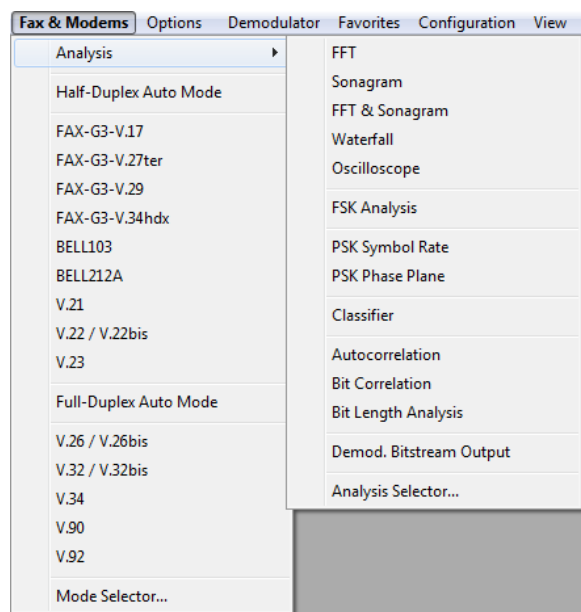 Fax & Modems Options Demodulator Favorites Configuration View
Analysis
Half-Duplex Auto Mode
FAX-G3-V.17
FAX-G3-V.27ter
FAX-G3-V.29
FAX-G3-V.34hdx
BELL103
BELL212A
V.21
V.22 / V.22bis
V.23
Full-Duplex Auto Mode
V.26 / V.26bis
V.32 / V.32bis
V.34
V.90
V.92
Mode Selector...
FFT
Sonagram
FFT & Sonagram
Waterfall
Oscilloscope
FSK Analysis
PSK Symbol Rate
PSK Phase Plane
Classifier
Autocorrelation
Bit Correlation
Bit Length Analysis
Demod. Bitstream Output
Analysis Selector...